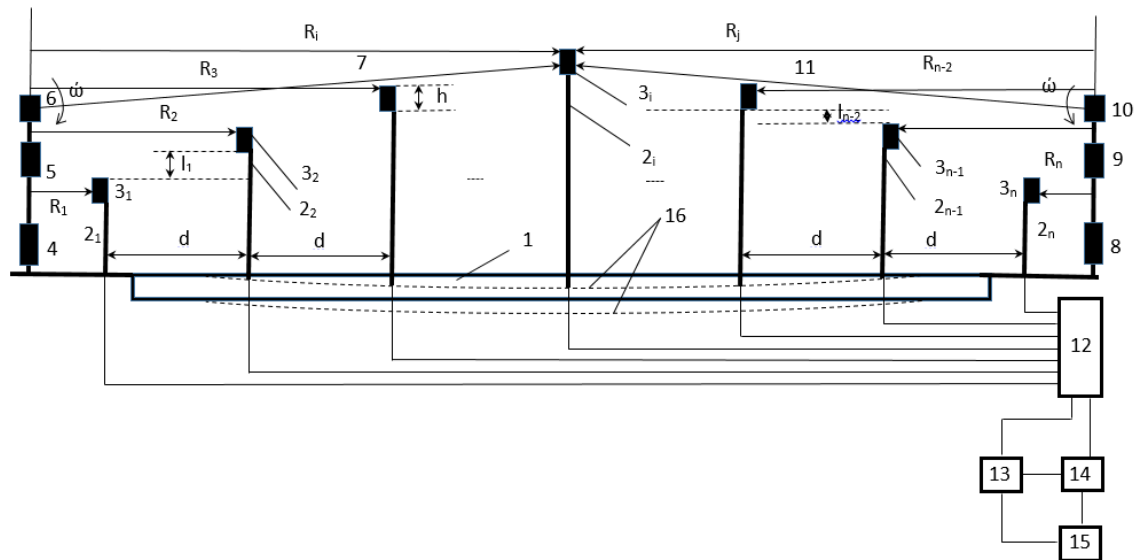 Rᵢ Rⱼ
7
R₃ 11 Rₙ₋₂
6 ώ h 3ᵢ ώ 10
R₂ lₙ₋₂
5 2ᵢ 9
l₁ 3₂ 3ₙ₋₁ Rₙ
3₁ ---- ---- 3ₙ
R₁ 2₂ 2ₙ₋₁
2₁ 16 2ₙ
4 d d 1 d d 8
12
13 14
15